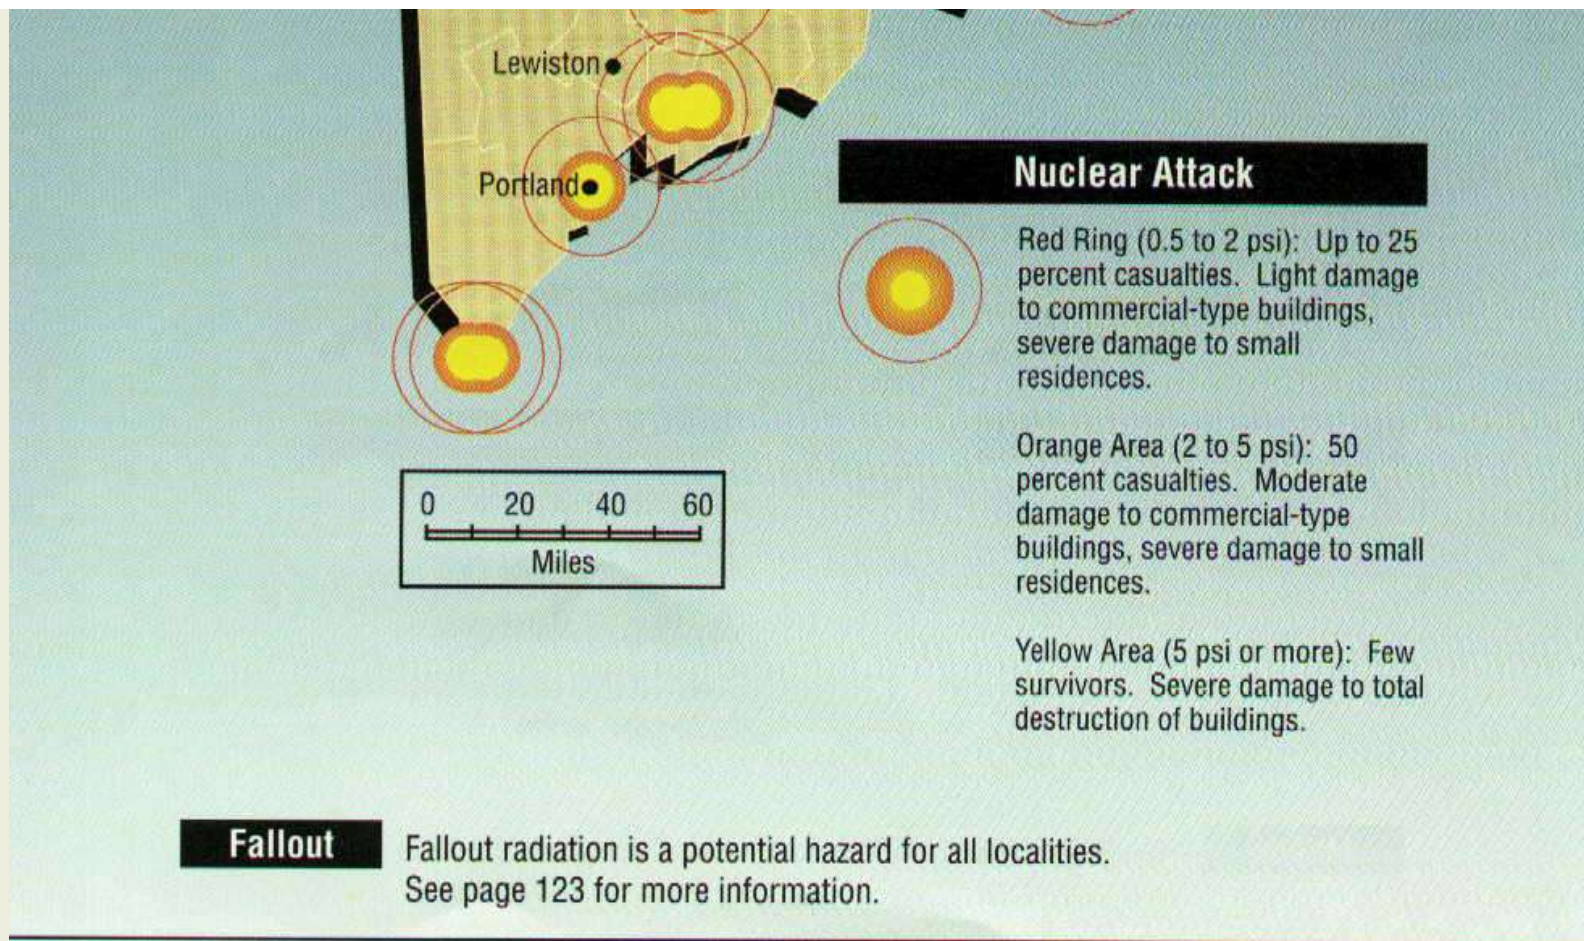 Lewiston
Portland
Nuclear Attack
Red Ring (0.5 to 2 psi): Up to 25
percent casualties. Light damage
to commercial-type buildings,
severe damage to small
residences.
Orange Area (2 to 5 psi): 50
percent casualties. Moderate
damage to commercial-type
buildings, severe damage to small
residences.
Yellow Area (5 psi or more): Few
survivors. Severe damage to total
destruction of buildings.
0 20 40 60
Miles
Fallout
Fallout radiation is a potential hazard for all localities.
See page 123 for more information.